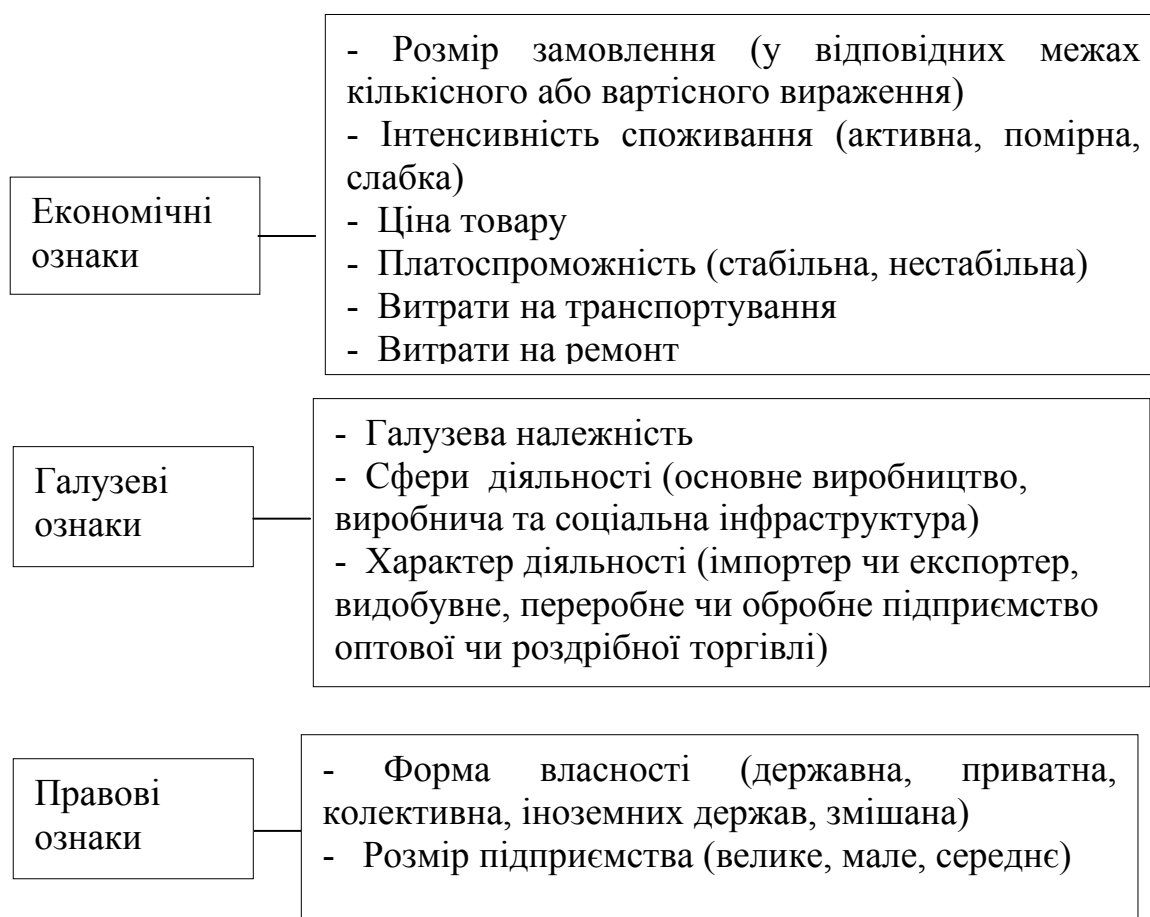 Економічні
ознаки
- Розмір замовлення (у відповідних межах
кількісного або вартісного вираження)
- Інтенсивність споживання (активна, помірна,
слабка)
- Ціна товару
- Платоспроможність (стабільна, нестабільна)
- Витрати на транспортування
- Витрати на ремонт
Галузеві
ознаки
- Галузева належність
- Сфери діяльності (основне виробництво,
виробнича та соціальна інфраструктура)
- Характер діяльності (імпортер чи експортер,
видобувне, переробне чи обробне підприємство
оптової чи роздрібної торгівлі)
Правові
ознаки
- Форма власності (державна, приватна,
колективна, іноземних держав, змішана)
- Розмір підприємства (велике, мале, середнє)